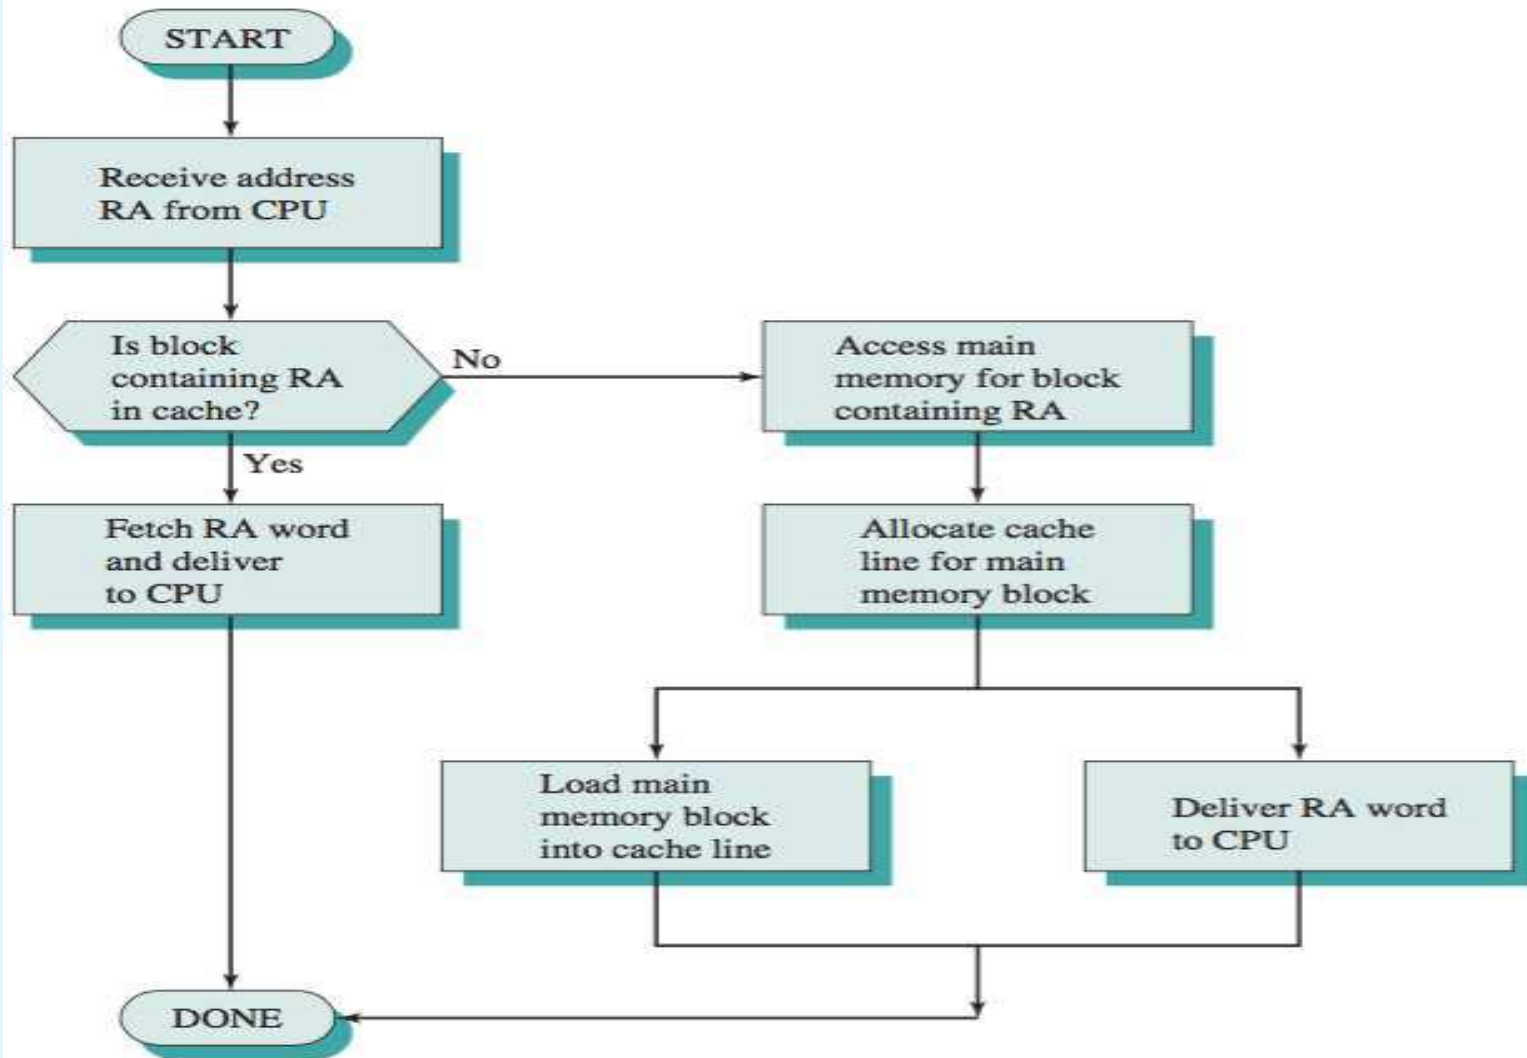 START
Receive address
RA from CPU
Is block
containing RA
in cache?
No
Access main
memory for block
containing RA
Yes
Fetch RA word
and deliver
to CPU
Allocate cache
line for main
memory block
Load main
memory block
into cache line
Deliver RA word
to CPU
DONE